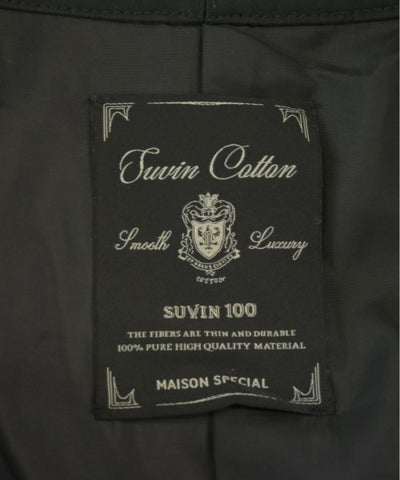 Suvin Cotton
Smooth Luxury
COTTON
SUVIN 100
THE FIBERS ARE THIN AND DURABLE
100% PURE HIGH QUALITY MATERIAL
MAISON SPECIAL